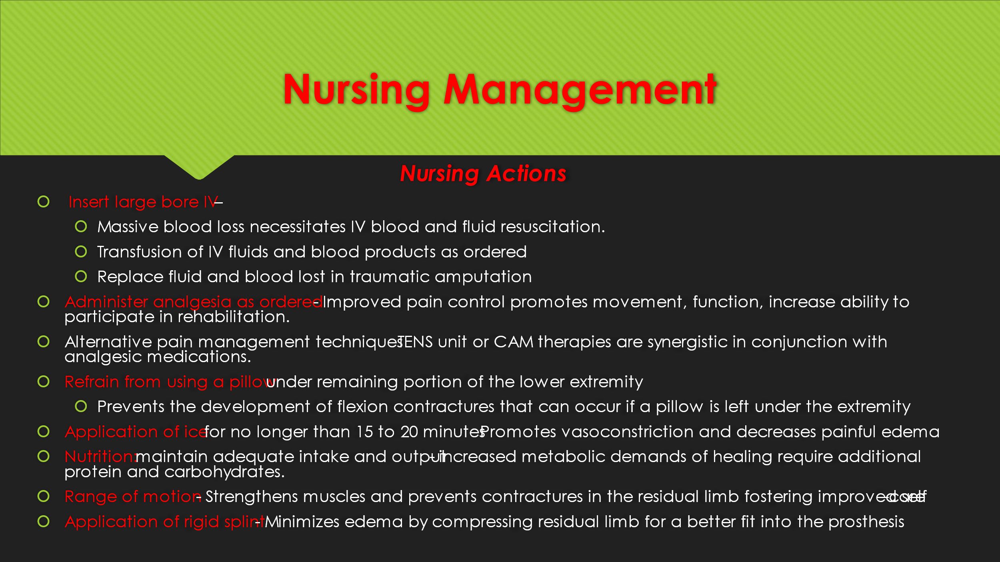 Nursing Management
Nursing Actions
Insert large bore IV–
Massive blood loss necessitates IV blood and fluid resuscitation.
Transfusion of IV fluids and blood products as ordered
Replace fluid and blood lost in traumatic amputation
Administer analgesia as ordered- Improved pain control promotes movement, function, increase ability to
participate in rehabilitation.
Alternative pain management techniques TENS unit or CAM therapies are synergistic in conjunction with
analgesic medications.
Refrain from using a pillow under remaining portion of the lower extremity
Prevents the development of flexion contractures that can occur if a pillow is left under the extremity
Application of ice for no longer than 15 to 20 minutes Promotes vasoconstriction and decreases painful edema
Nutrition: maintain adequate intake and output- increased metabolic demands of healing require additional
protein and carbohydrates.
Range of motion- Strengthens muscles and prevents contractures in the residual limb fostering improved self-care
Application of rigid splint- Minimizes edema by compressing residual limb for a better fit into the prosthesis